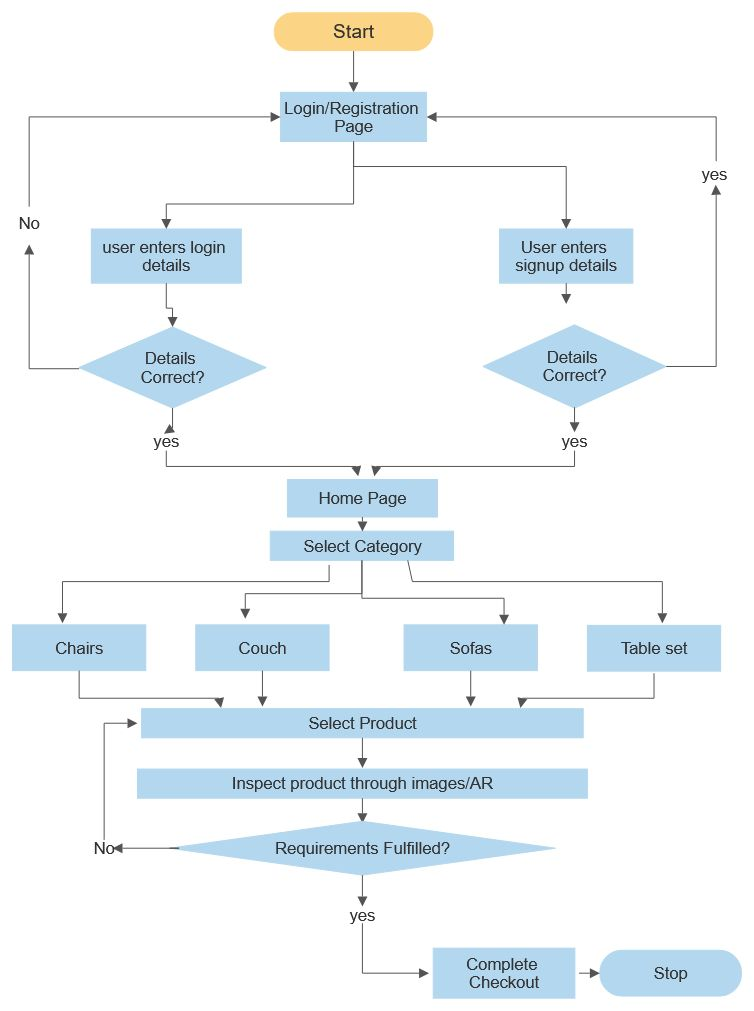 Start
Login/Registration
Page
yes
No
user enters login
details
User enters
signup details
Details
Correct?
Details
Correct?
yes
yes
Home Page
Select Category
Chairs
Couch
Sofas
Table set
Select Product
Inspect product through images/AR
No
Requirements Fulfilled?
yes
Complete
Checkout
Stop